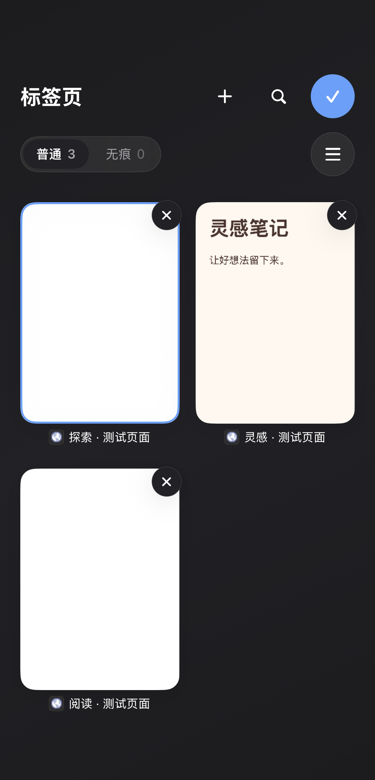 标签页
普通 3
无痕 0
灵感笔记
让好想法留下来。
探索 · 测试页面
灵感 · 测试页面
阅读 · 测试页面